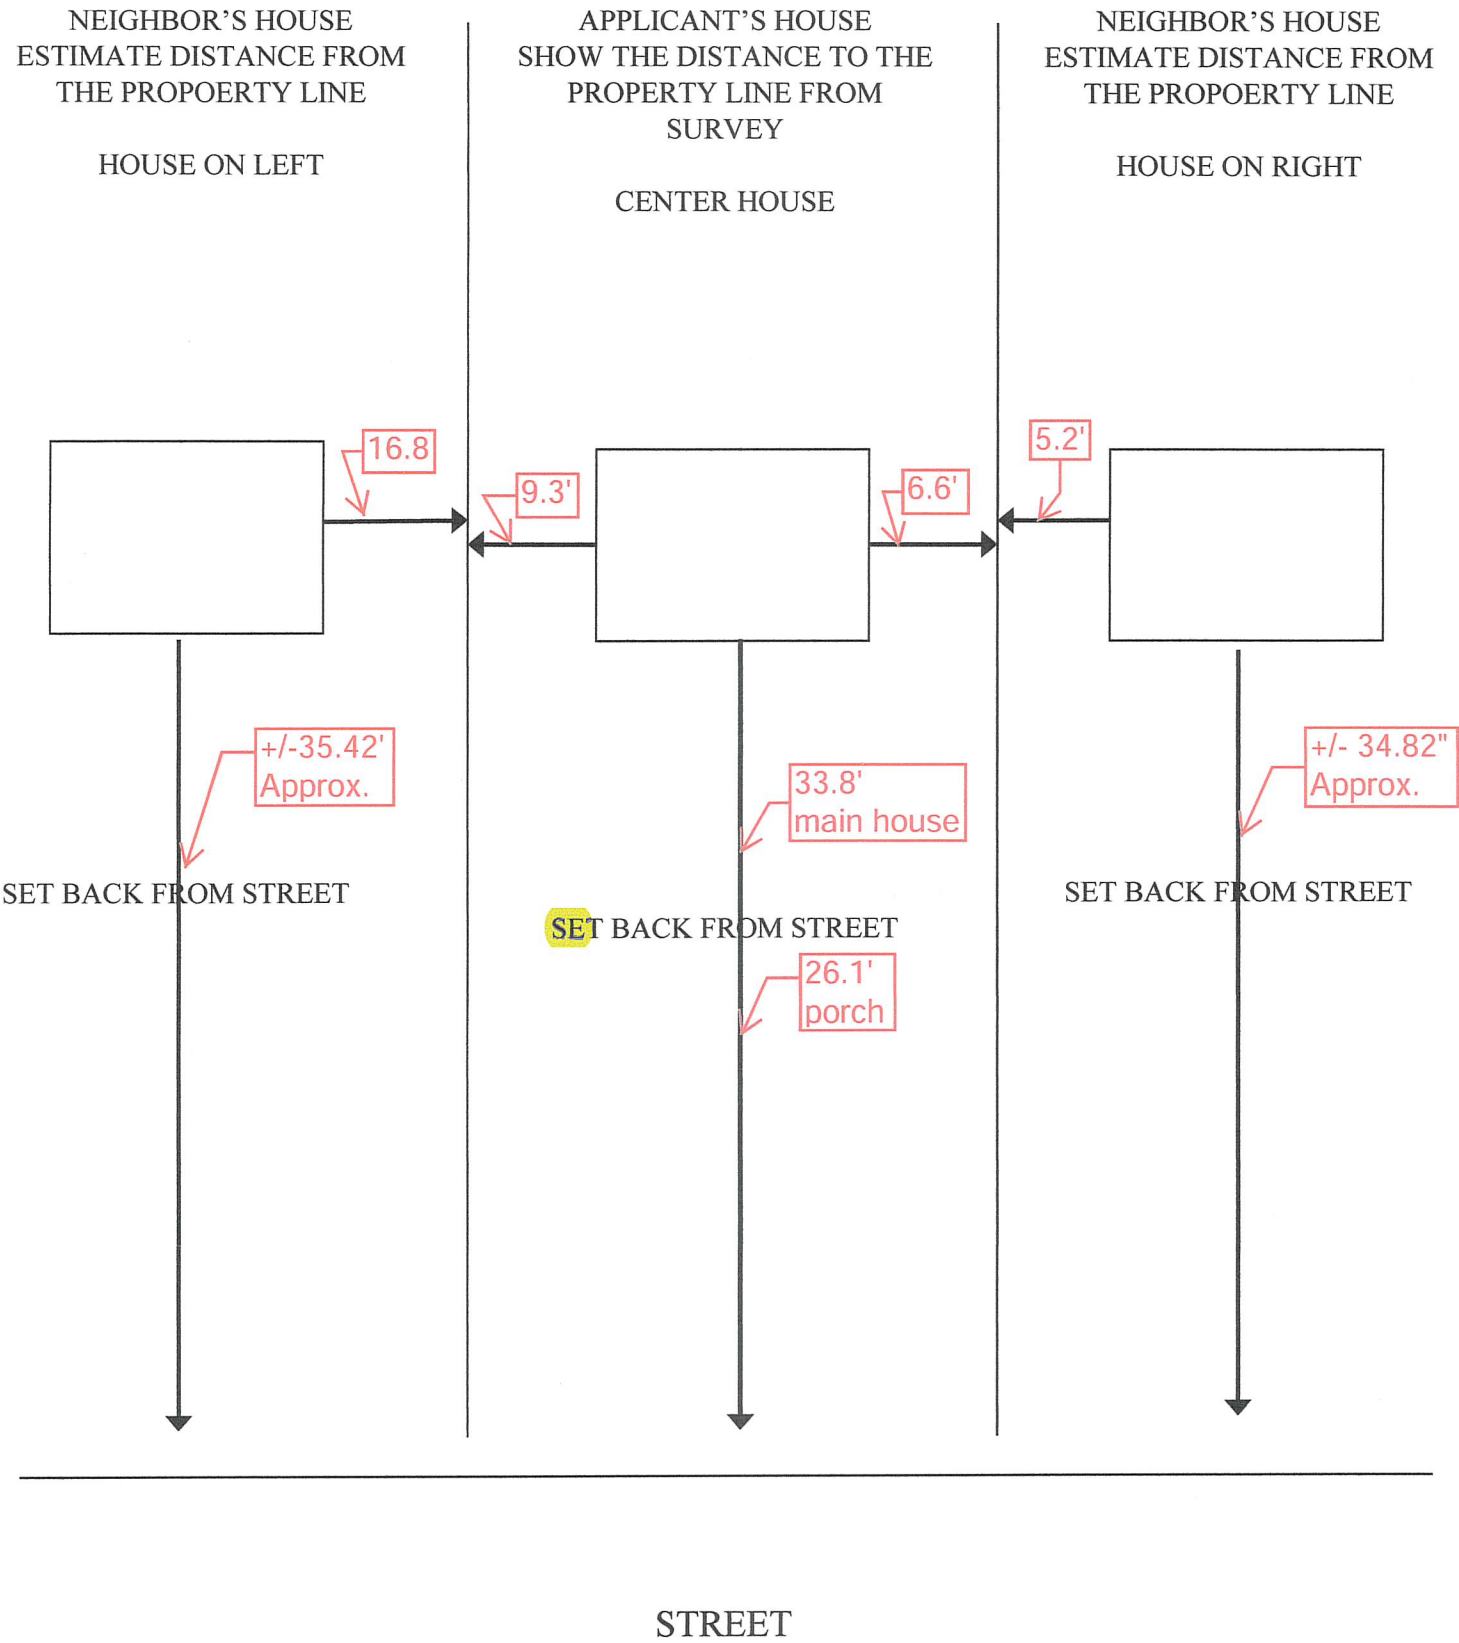 NEIGHBOR'S HOUSE
ESTIMATE DISTANCE FROM
THE PROPOERTY LINE
HOUSE ON LEFT
APPLICANT'S HOUSE
SHOW THE DISTANCE TO THE
PROPERTY LINE FROM
SURVEY
CENTER HOUSE
NEIGHBOR'S HOUSE
ESTIMATE DISTANCE FROM
THE PROPOERTY LINE
HOUSE ON RIGHT
16.8
9.3'
6.6'
5.2'
+/-35.42'
Approx.
33.8'
main house
+/- 34.82"
Approx.
SET BACK FROM STREET
SET BACK FROM STREET
SET BACK FROM STREET
26.1'
porch
STREET